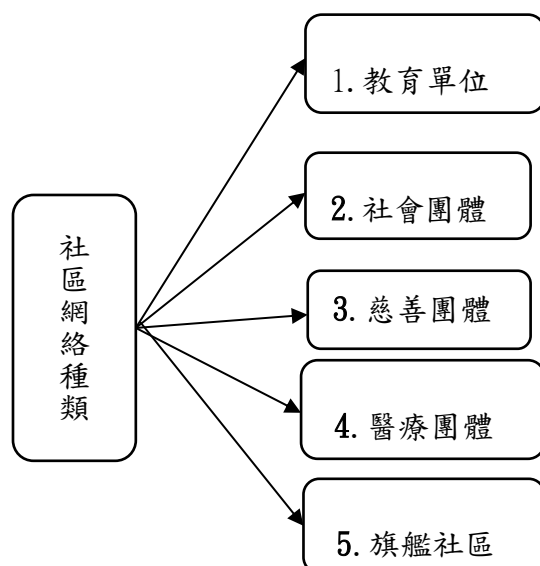 社區網絡種類
1. 教育單位
2. 社會團體
3. 慈善團體
4. 醫療團體
5. 旗艦社區